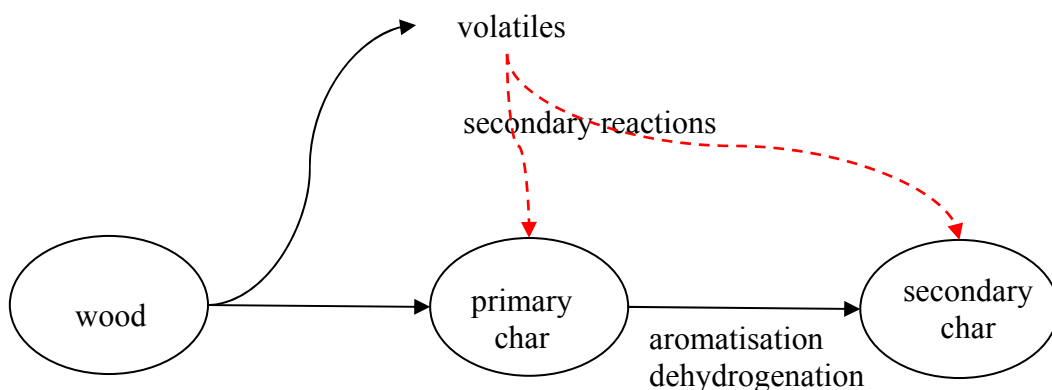 volatiles
secondary reactions
wood
primary
char
secondary
char
aromatisation
dehydrogenation